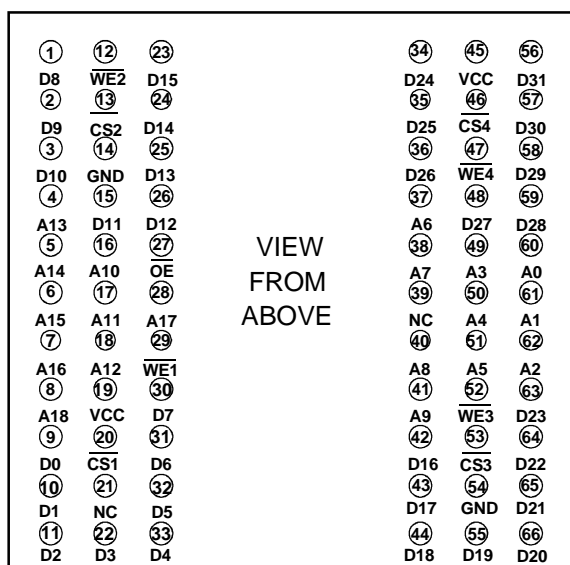 1 12 23 34 45 56
D8 WE2 D15 D24 VCC D31
2 13 24 35 46 57
D9 CS2 D14 D25 CS4 D30
3 14 25 36 47 58
D10 GND D13 D26 WE4 D29
4 15 26 37 48 59
A13 D11 D12 A6 D27 D28
5 16 27 38 49 60
A14 A10 OE A7 A3 A0
6 17 28 39 50 61
A15 A11 A17 NC A4 A1
7 18 29 40 51 62
A16 A12 WE1 A8 A5 A2
8 19 30 41 52 63
A18 VCC D7 A9 WE3 D23
9 20 31 42 53 64
D0 CS1 D6 D16 CS3 D22
10 21 32 43 54 65
D1 NC D5 D17 GND D21
11 22 33 44 55 66
D2 D3 D4 D18 D19 D20
VIEW
FROM
ABOVE